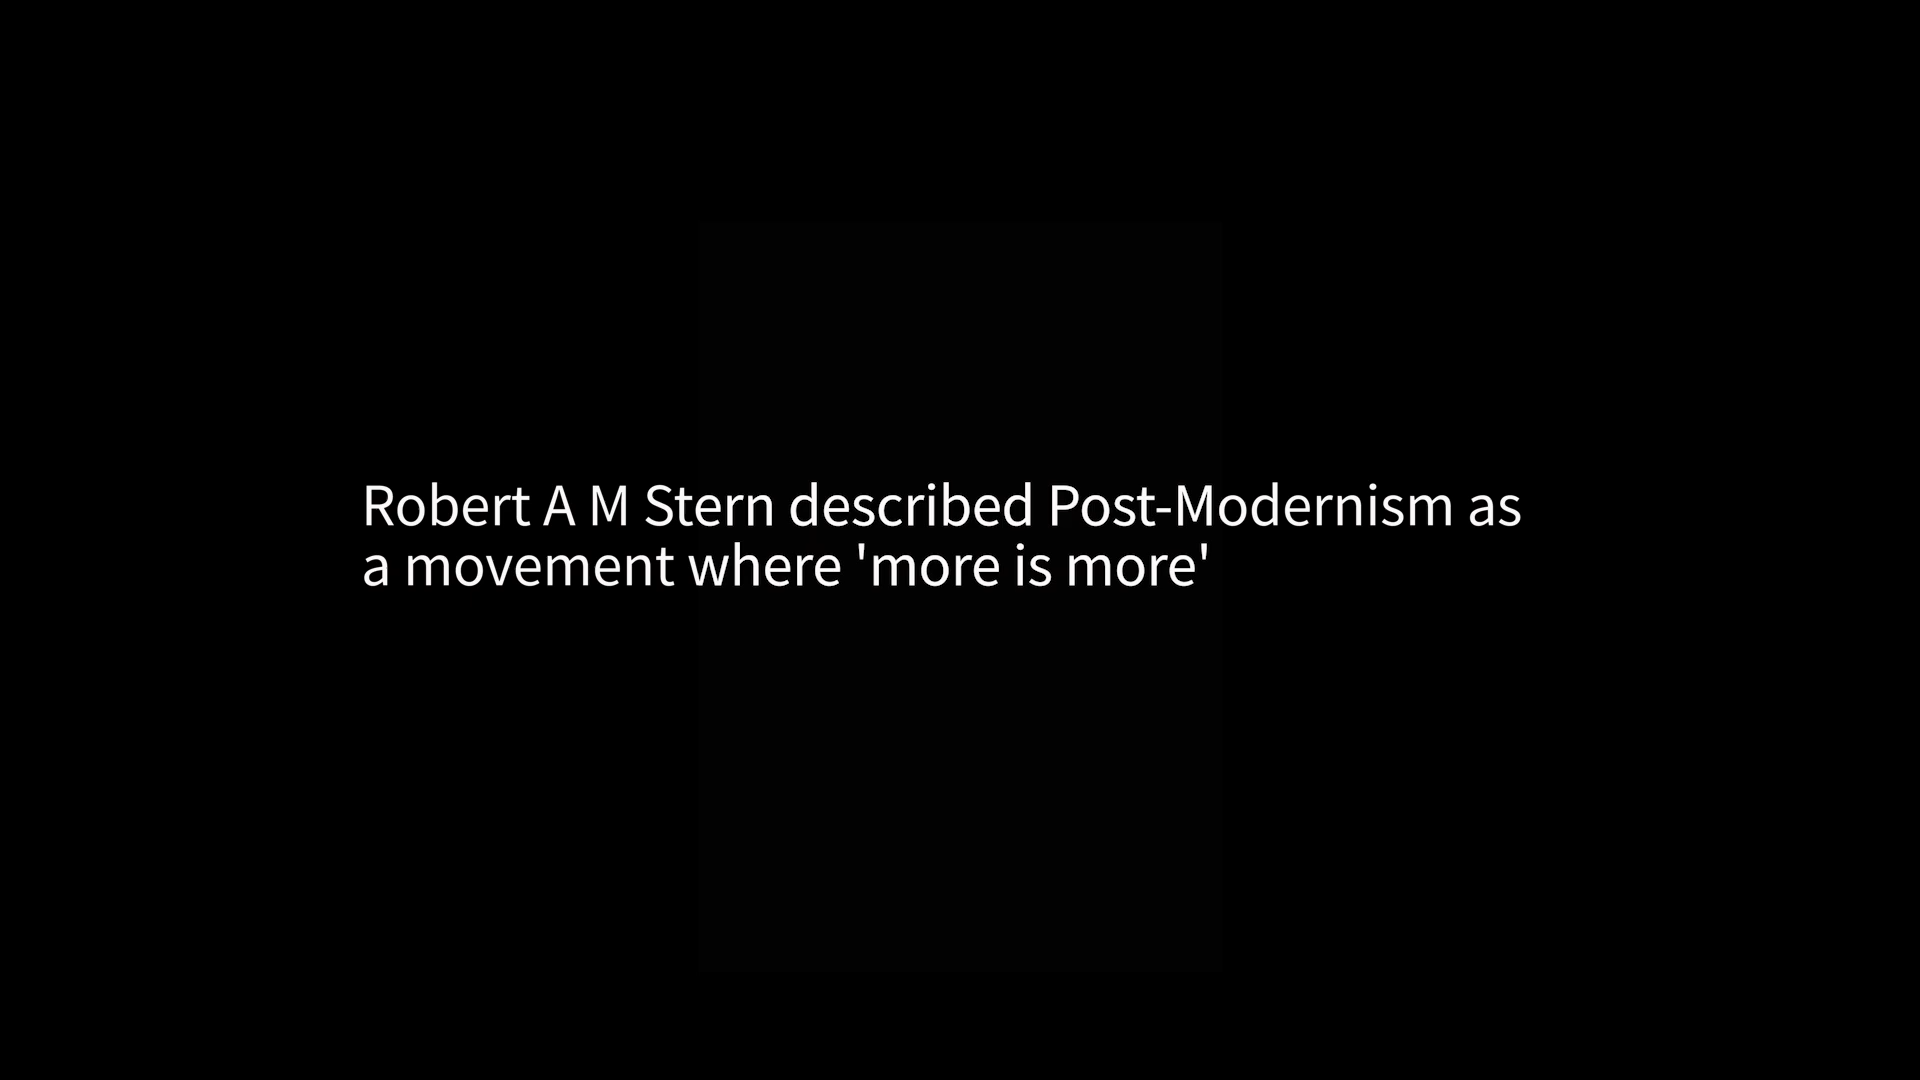 Robert A M Stern described Post-Modernism as
a movement where 'more is more'